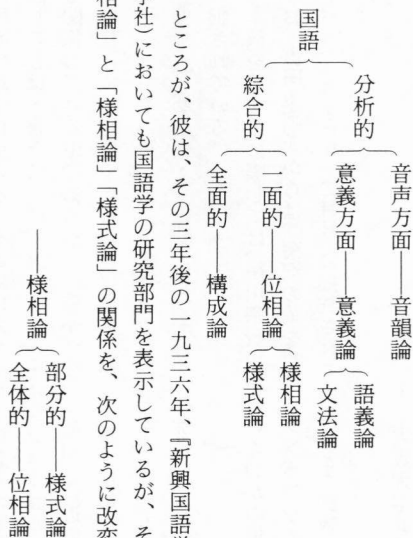 音声方面――音韻論
分析的
意義方面――意義論
語義論
文法論
国語
一面的――位相論
様相論
様式論
綜合的
全面的――構成論
ところが、彼は、その三年後の一九三六年、『新興国語学
学社)においても国語学の研究部門を表示しているが、そ
相論」と「様相論」「様式論」の関係を、次のように改変
部分的――様式論
――様相論
全体的――位相論